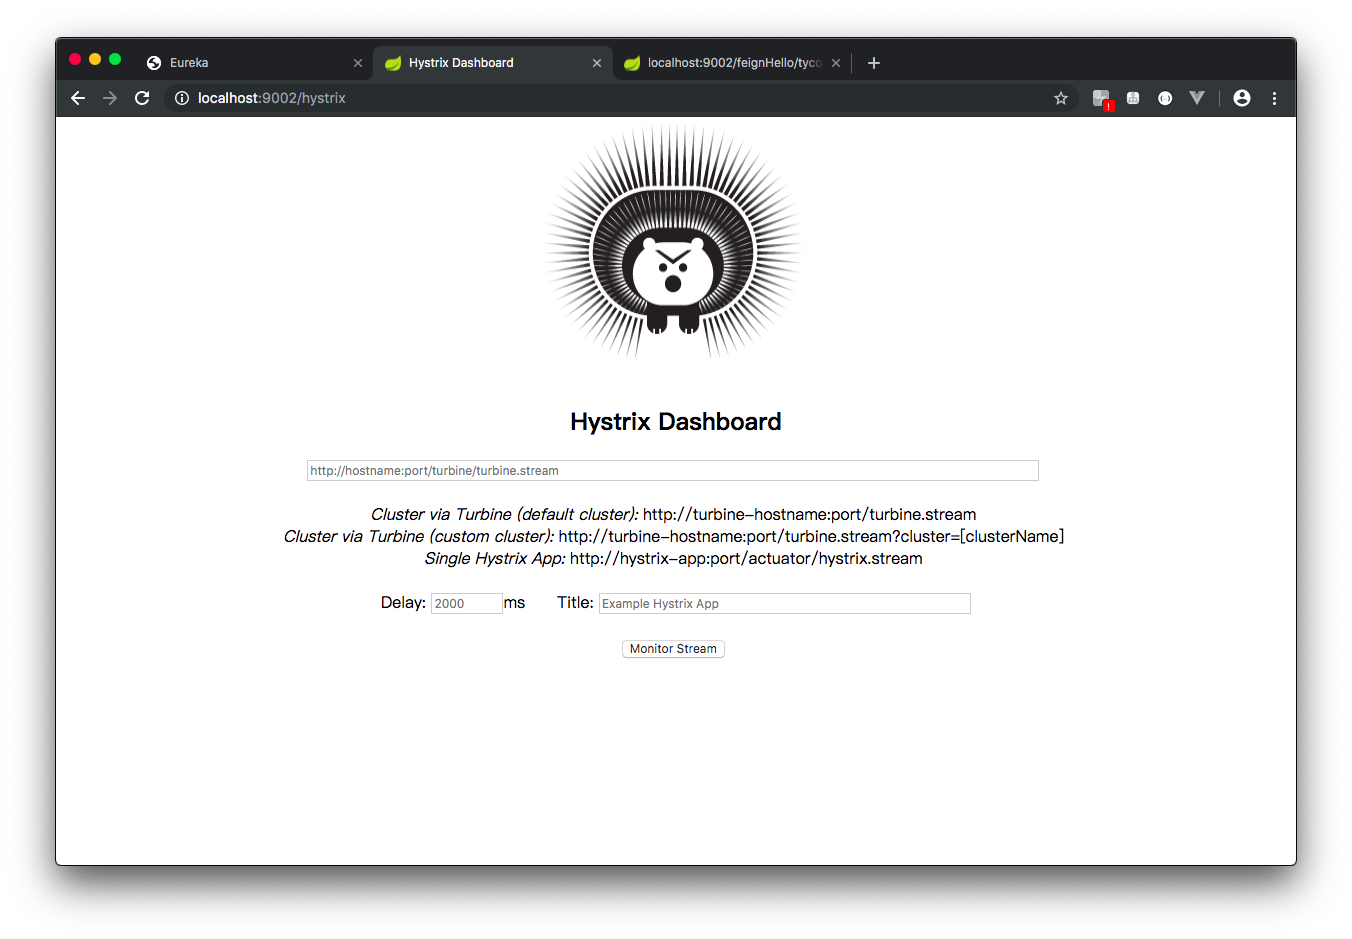 Eureka
Hystrix Dashboard
localhost:9002/feignHello/tyco
localhost:9002/hystrix
Hystrix Dashboard
http://hostname:port/turbine/turbine.stream
Cluster via Turbine (default cluster): http://turbine-hostname:port/turbine.stream
Cluster via Turbine (custom cluster): http://turbine-hostname:port/turbine.stream?cluster=[clusterName]
Single Hystrix App: http://hystrix-app:port/actuator/hystrix.stream
Delay: 2000 ms Title: Example Hystrix App
Monitor Stream